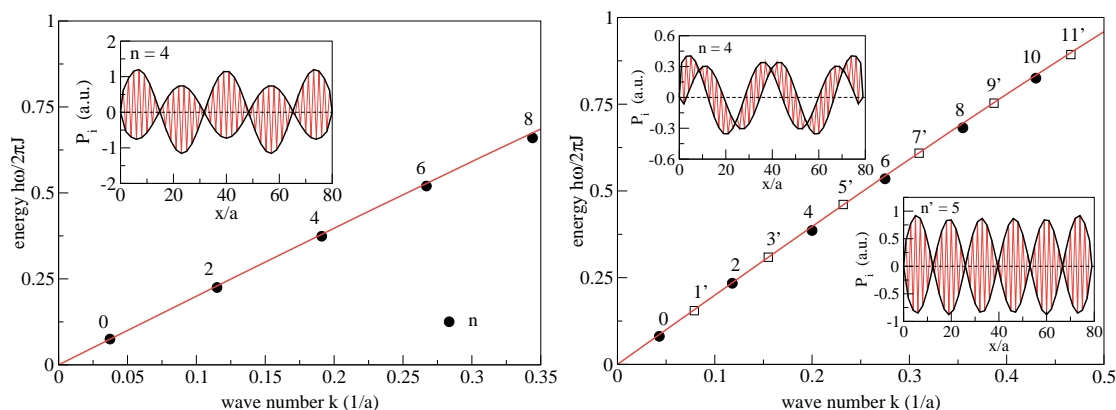 1
0.75
0.5
0.25
0
energy ħω/2πJ
0 0.05 0.1 0.15 0.2 0.25 0.3 0.35
wave number k (1/a)
0
2
4
6
8
n
n = 4
2
1
0
-1
-2
P_i (a.u.)
0 20 40 60 80
x/a
1
0.75
0.5
0.25
0
energy ħω/2πJ
0 0.1 0.2 0.3 0.4 0.5
wave number k (1/a)
0
1’
2
3’
4
5’
6
7’
8
9’
10
11’
n = 4
0.6
0.3
0
-0.3
-0.6
P_i (a.u.)
0 20 40 60 80
x/a
n’ = 5
1
0.5
0
-0.5
-1
P_i (a.u.)
0 20 40 60 80
x/a